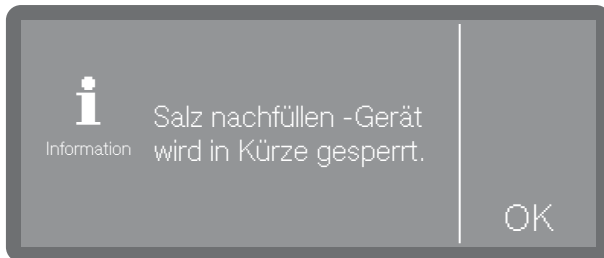 Information
Salz nachfüllen -Gerät
wird in Kürze gesperrt.
OK